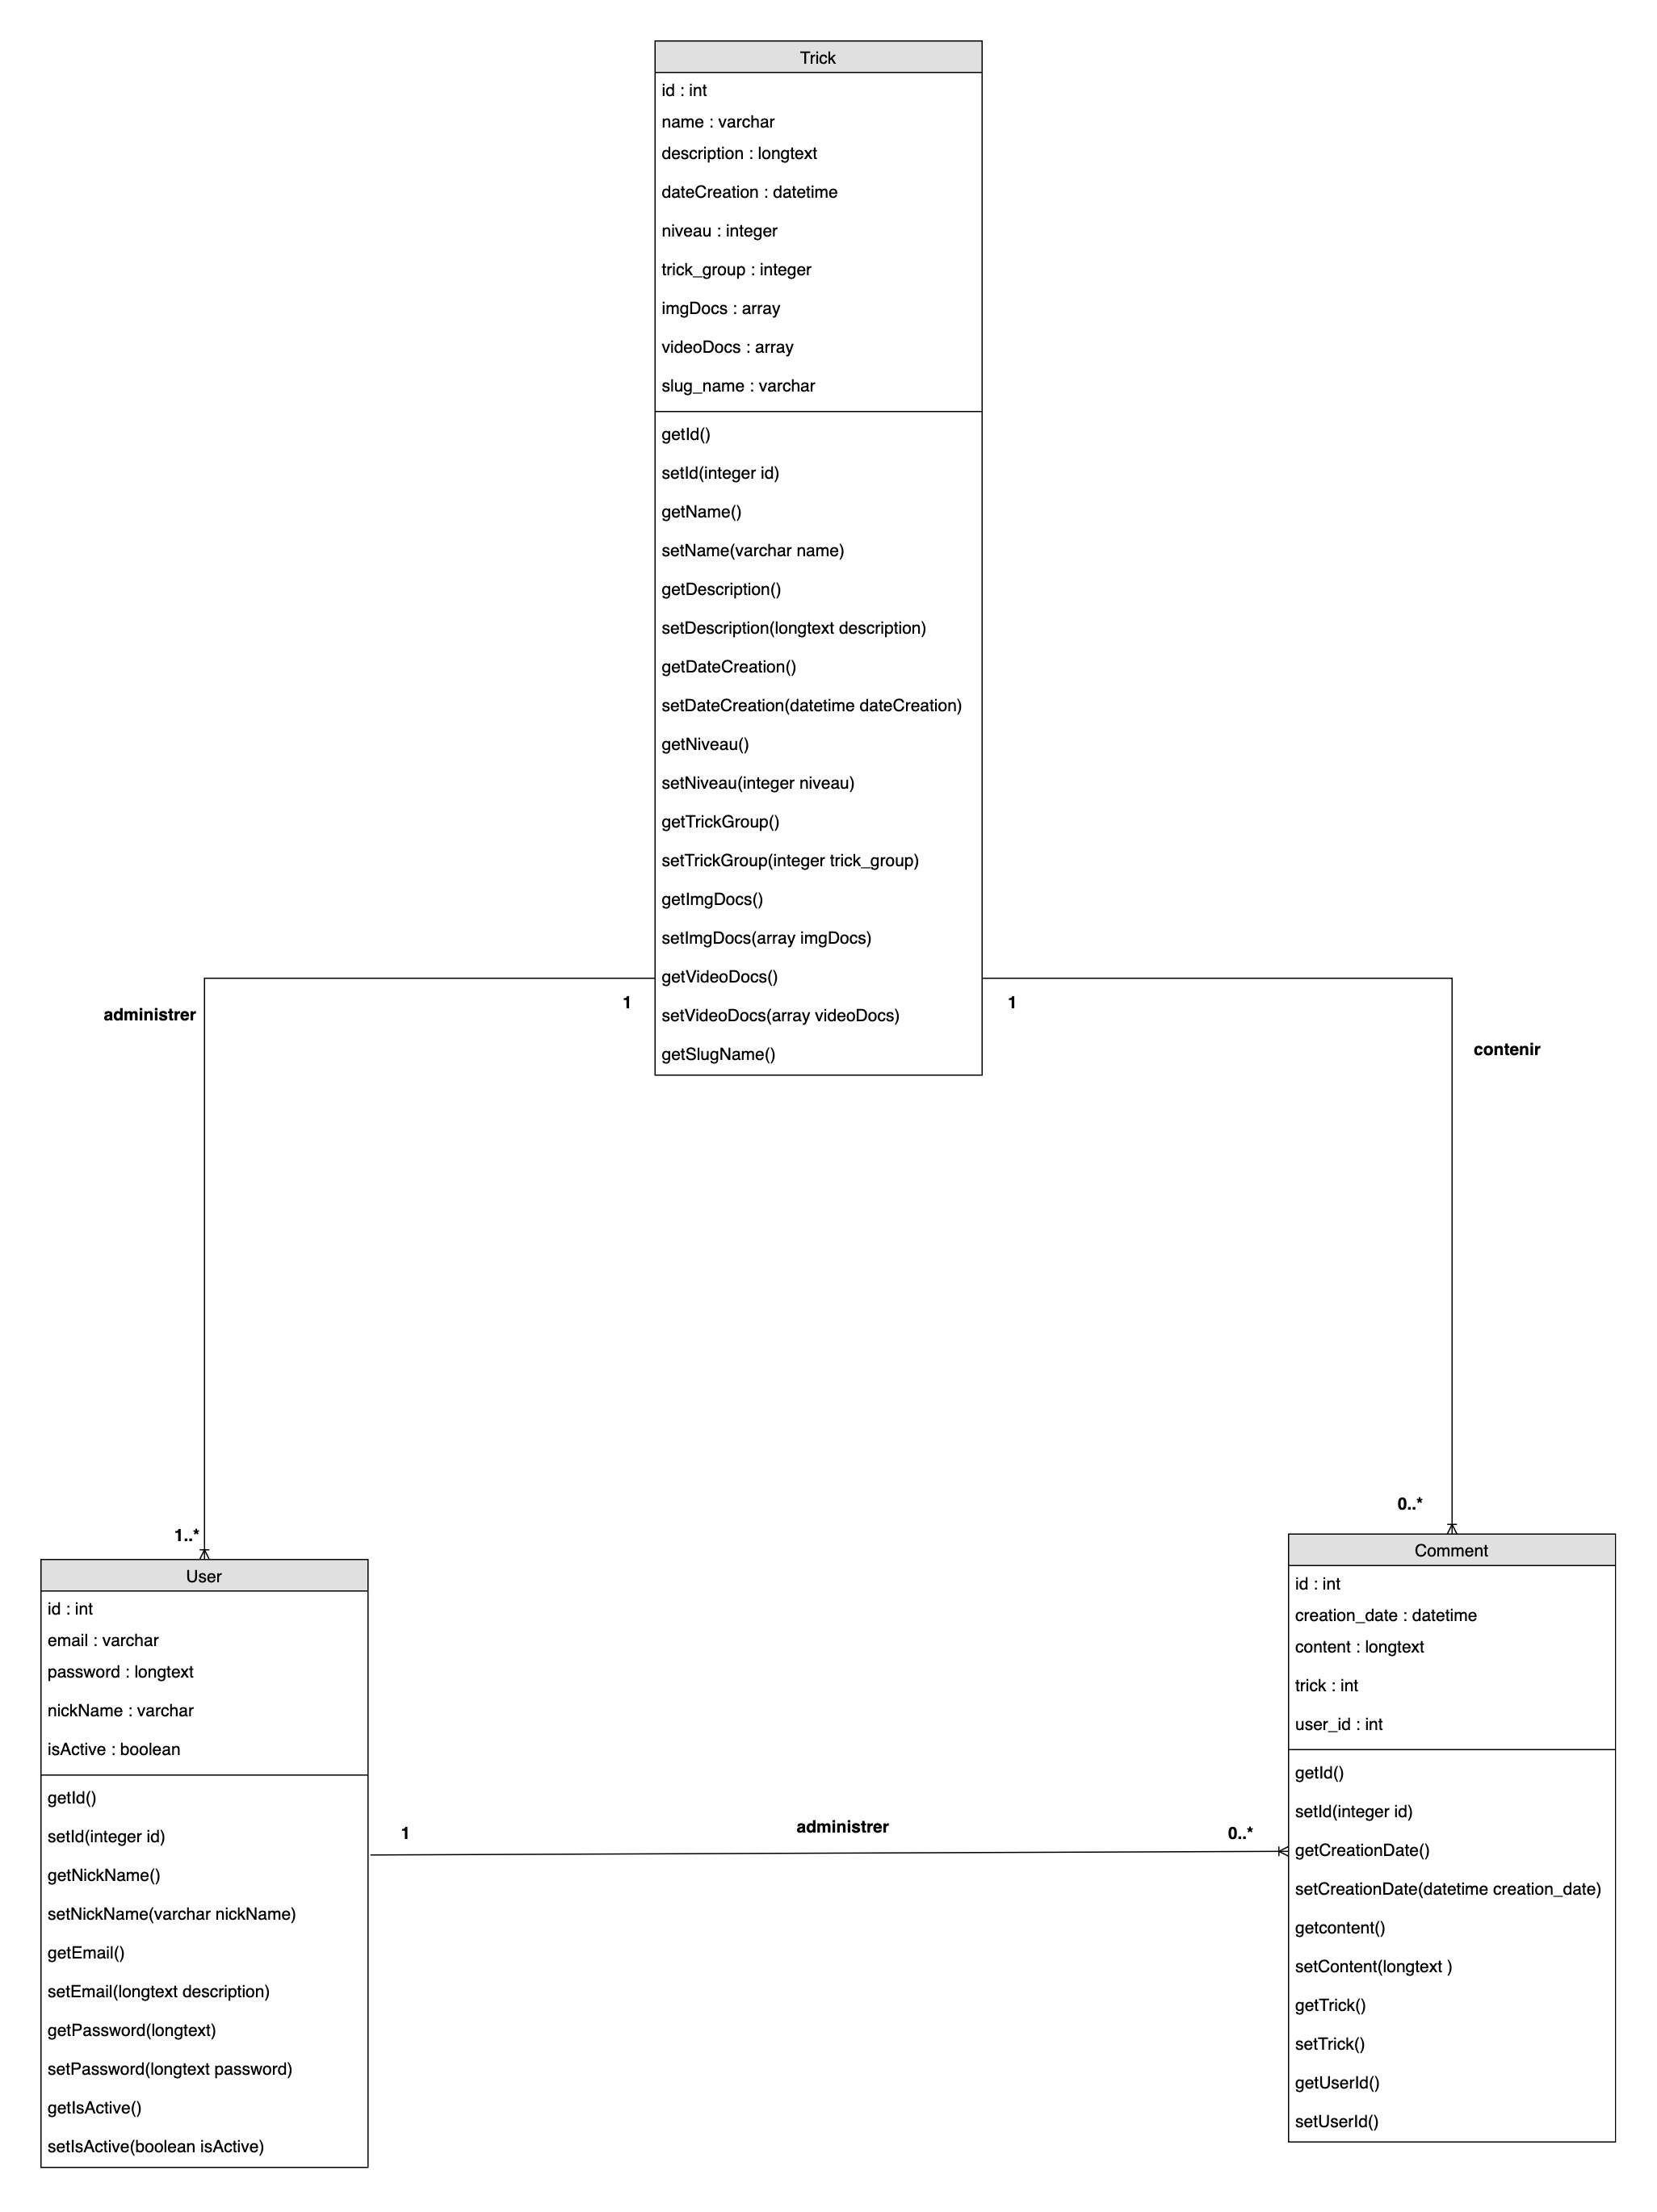 Trick
id : int
name : varchar
description : longtext
dateCreation : datetime
niveau : integer
trick_group : integer
imgDocs : array
videoDocs : array
slug_name : varchar
getId()
setId(integer id)
getName()
setName(varchar name)
getDescription()
setDescription(longtext description)
getDateCreation()
setDateCreation(datetime dateCreation)
getNiveau()
setNiveau(integer niveau)
getTrickGroup()
setTrickGroup(integer trick_group)
getImgDocs()
setImgDocs(array imgDocs)
getVideoDocs()
setVideoDocs(array videoDocs)
getSlugName()
administrer
1
1
contenir
1..*
0..*
User
id : int
email : varchar
password : longtext
nickName : varchar
isActive : boolean
getId()
setId(integer id)
getNickName()
setNickName(varchar nickName)
getEmail()
setEmail(longtext description)
getPassword(longtext)
setPassword(longtext password)
getIsActive()
setIsActive(boolean isActive)
1
administrer
0..*
Comment
id : int
creation_date : datetime
content : longtext
trick : int
user_id : int
getId()
setId(integer id)
getCreationDate()
setCreationDate(datetime creation_date)
getcontent()
setContent(longtext )
getTrick()
setTrick()
getUserId()
setUserId()